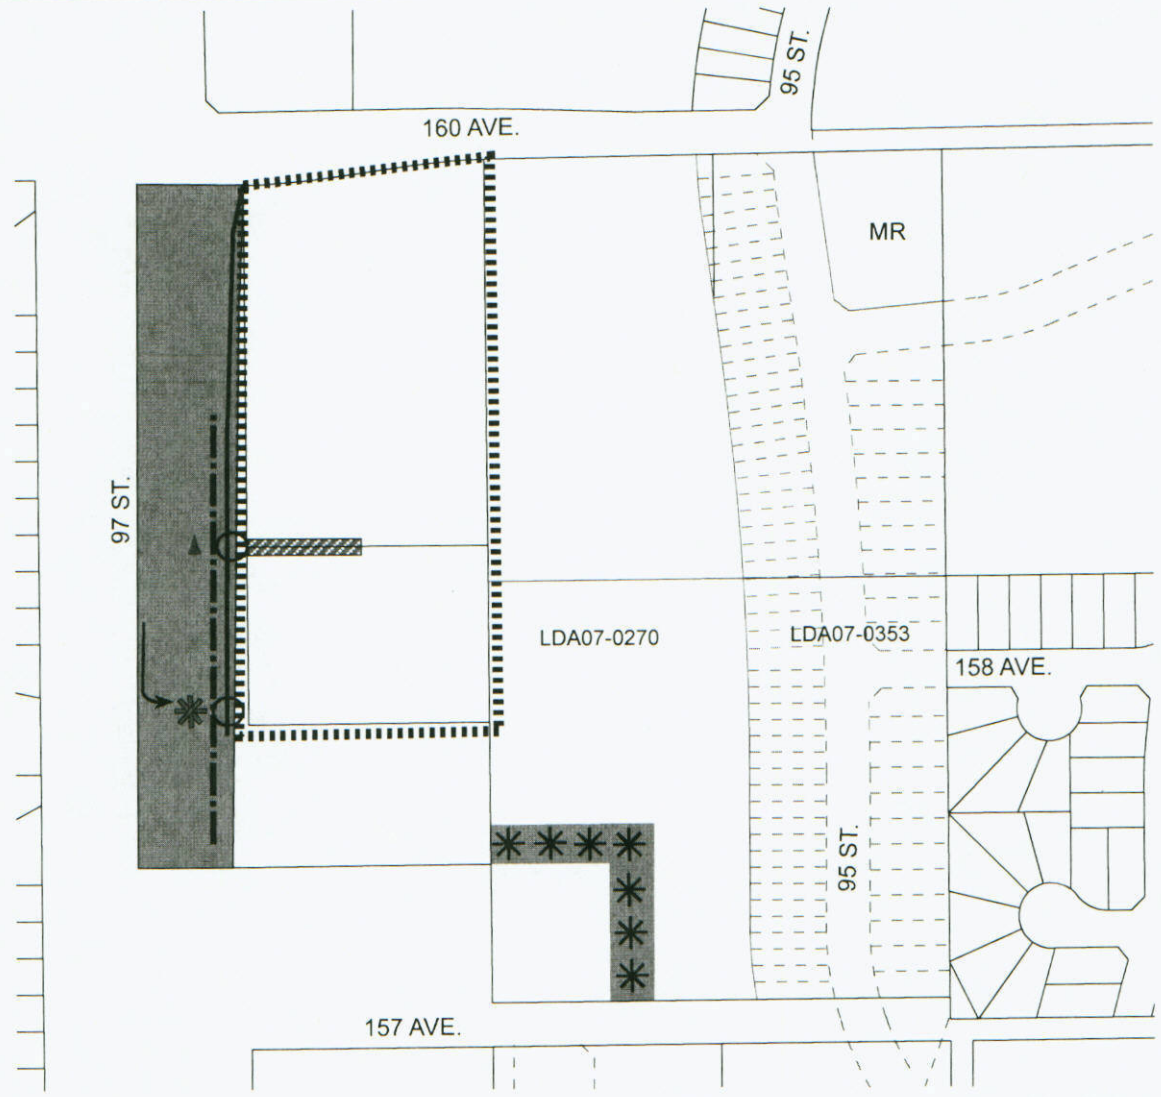 95 ST.
160 AVE.
MR
97 ST.
LDA07-0270
LDA07-0353
158 AVE.
95 ST.
157 AVE.